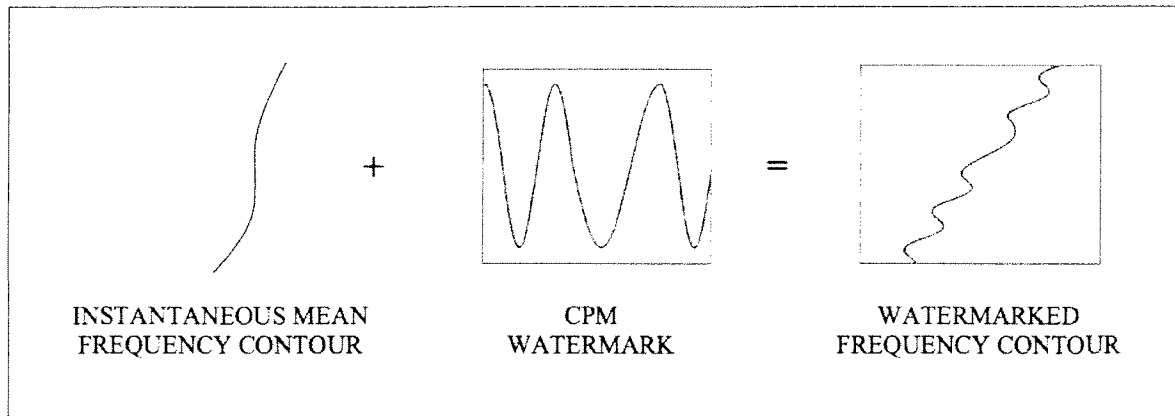 +
=
INSTANTANEOUS MEAN
FREQUENCY CONTOUR
CPM
WATERMARK
WATERMARKED
FREQUENCY CONTOUR